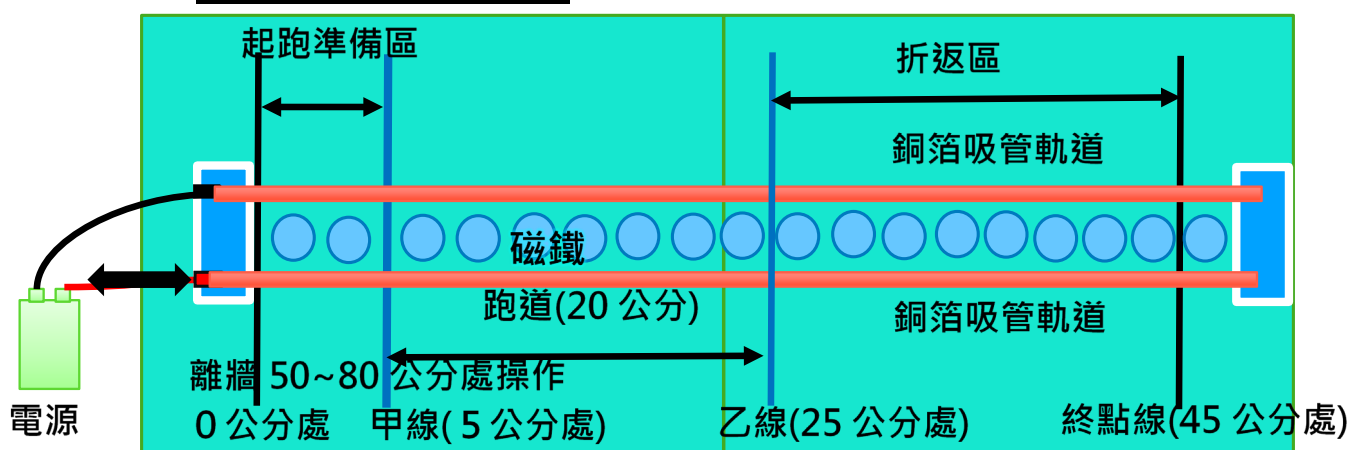 起跑準備區
折返區
銅箔吸管軌道
磁鐵
跑道(20 公分)
銅箔吸管軌道
離牆 50~80 公分處操作
電源
0 公分處
甲線( 5 公分處)
乙線(25 公分處)
終點線(45 公分處)